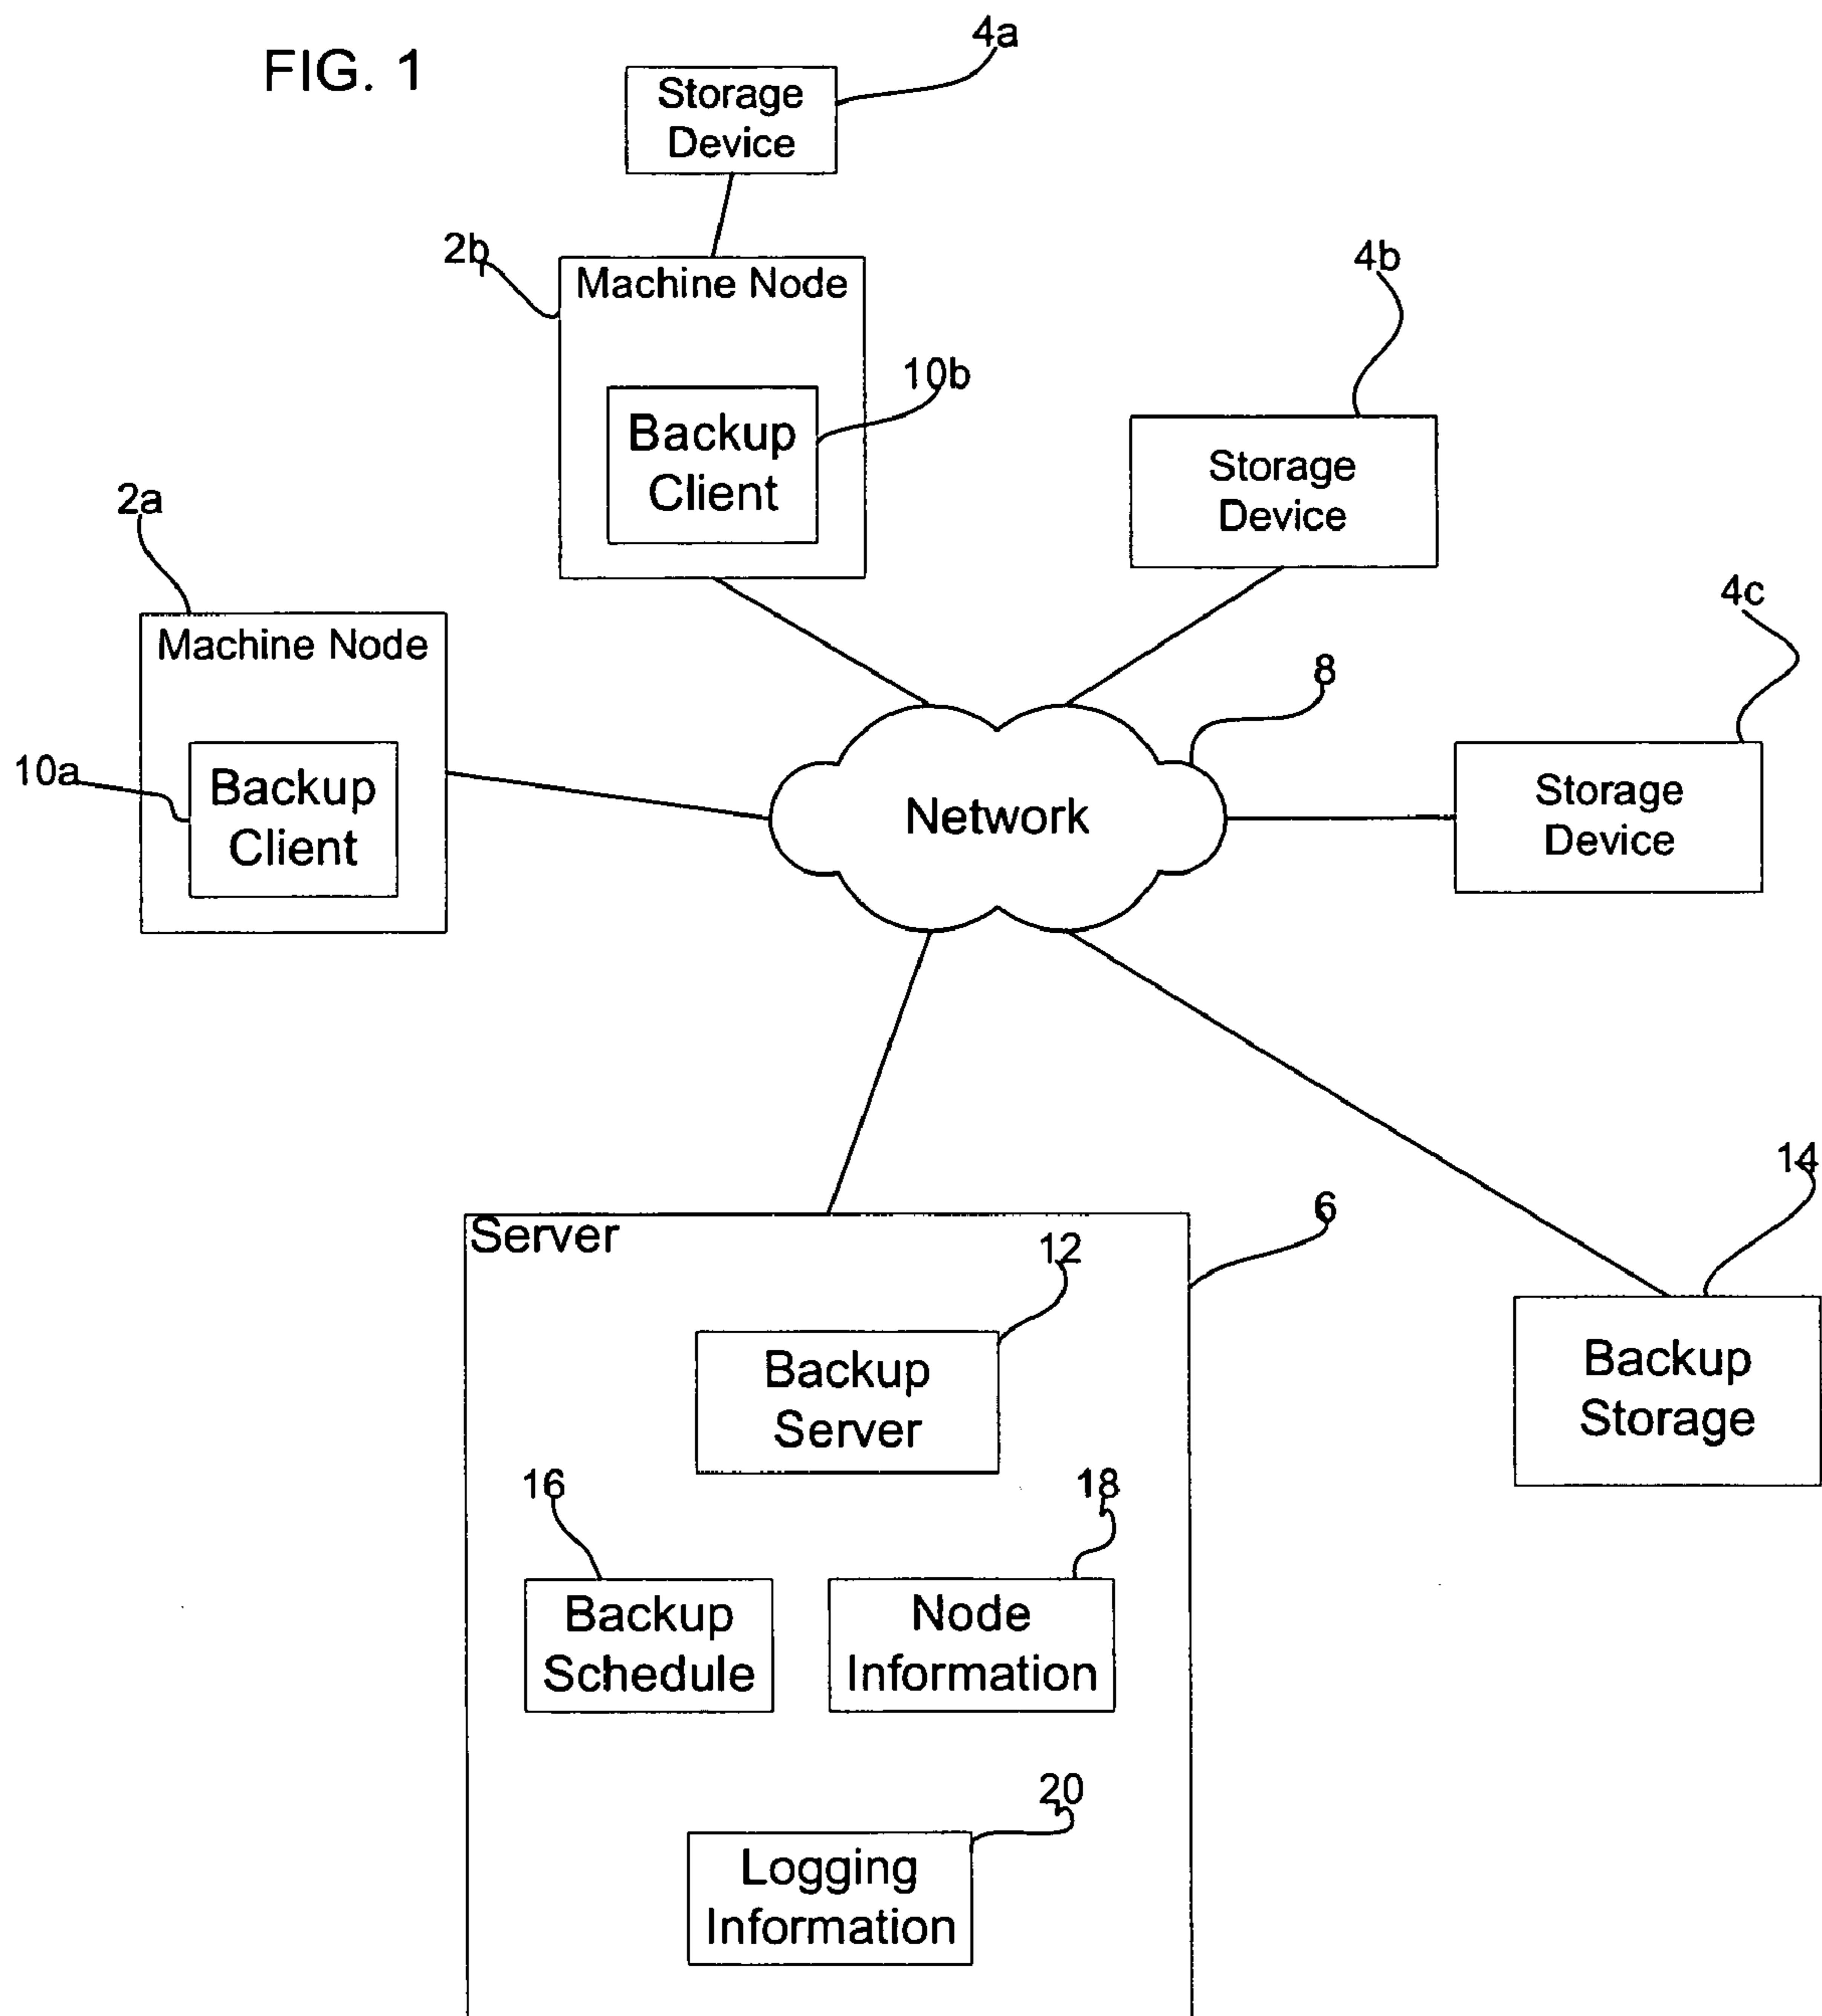 FIG. 1
4a
Storage
Device
2b
Machine Node
10b
Backup
Client
4b
Storage
Device
2a
Machine Node
10a
Backup
Client
4c
Storage
Device
8
Network
Server
6
12
Backup
Server
14
Backup
Storage
16
Backup
Schedule
18
Node
Information
20
Logging
Information